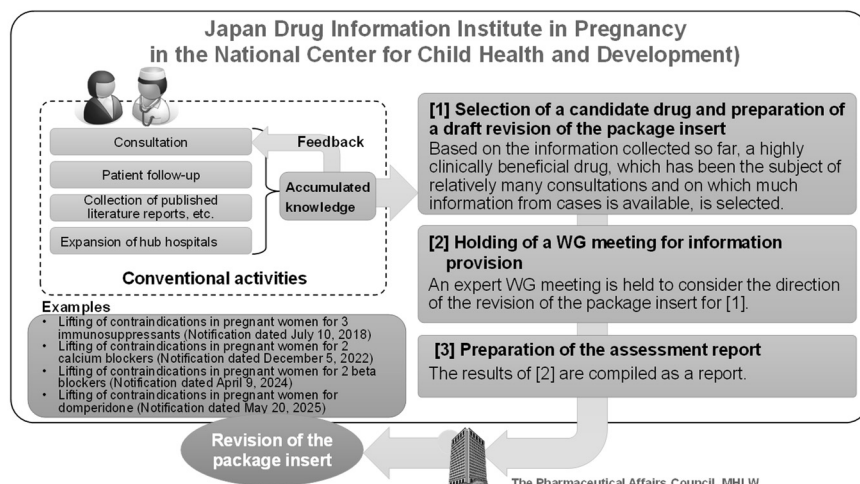 Japan Drug Information Institute in Pregnancy
in the National Center for Child Health and Development)
Consultation
Patient follow-up
Collection of published
literature reports, etc.
Expansion of hub hospitals
Feedback
Accumulated
knowledge
Conventional activities
Examples
• Lifting of contraindications in pregnant women for 3
immunosuppressants (Notification dated July 10, 2018)
• Lifting of contraindications in pregnant women for 2
calcium blockers (Notification dated December 5, 2022)
• Lifting of contraindications in pregnant women for 2 beta
blockers (Notification dated April 9, 2024)
• Lifting of contraindications in pregnant women for
domperidone (Notification dated May 20, 2025)
[1] Selection of a candidate drug and preparation of
a draft revision of the package insert
Based on the information collected so far, a highly
clinically beneficial drug, which has been the subject of
relatively many consultations and on which much
information from cases is available, is selected.
[2] Holding of a WG meeting for information
provision
An expert WG meeting is held to consider the direction
of the revision of the package insert for [1].
[3] Preparation of the assessment report
The results of [2] are compiled as a report.
Revision of the
package insert
The Pharmaceutical Affairs Council, MHLW